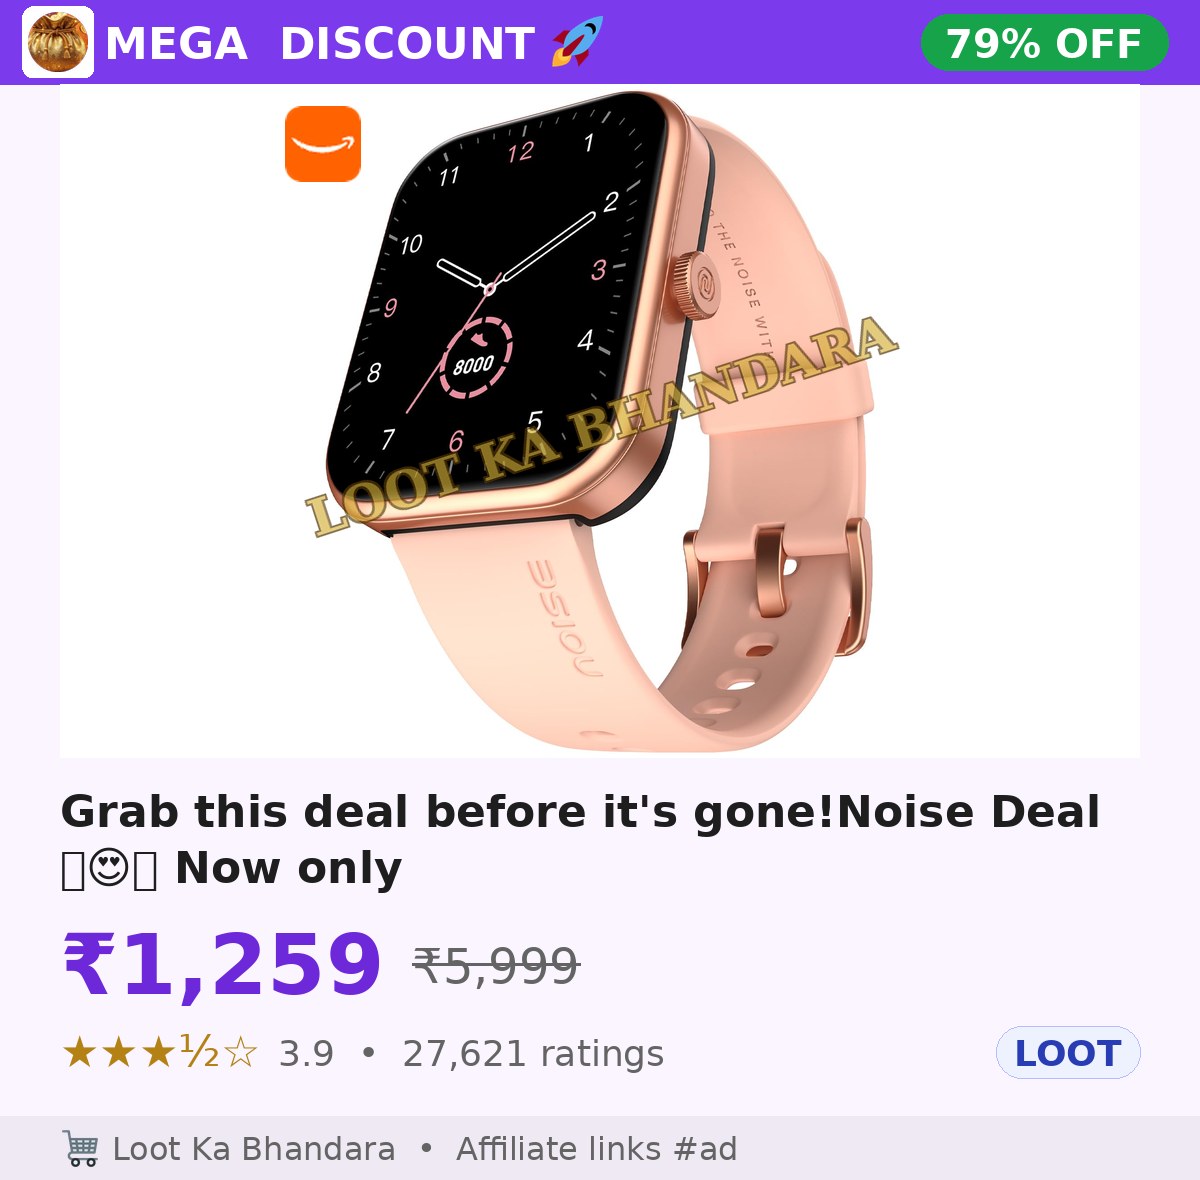 MEGA DISCOUNT 🚀
79% OFF
12
1
11
2
10
3
9
4
8
8000
5
7
6
THE NOISE WIT
LOOT KA BHANDARA
noise
Grab this deal before it's gone!Noise Deal
😍 Now only
₹1,259 ₹5,999
★★★½☆ 3.9 • 27,621 ratings
LOOT
🛒 Loot Ka Bhandara • Affiliate links #ad